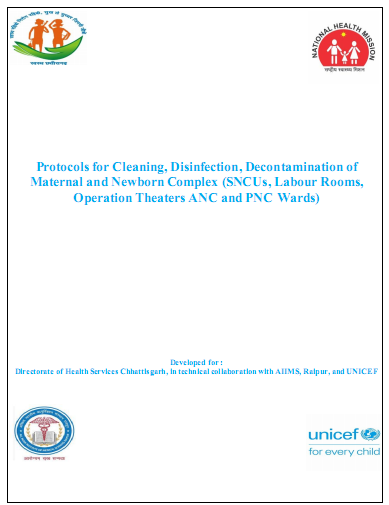 NATIONAL HEALTH MISSION
राष्ट्रीय स्वास्थ्य मिशन
स्वस्थ छत्तीसगढ़
Protocols for Cleaning, Disinfection, Decontamination of
Maternal and Newborn Complex (SNCUs, Labour Rooms,
Operation Theaters ANC and PNC Wards)
Developed for :
Directorate of Health Services Chhattisgarh, in technical collaboration with AIIMS, Raipur, and UNICEF
unicef
for every child